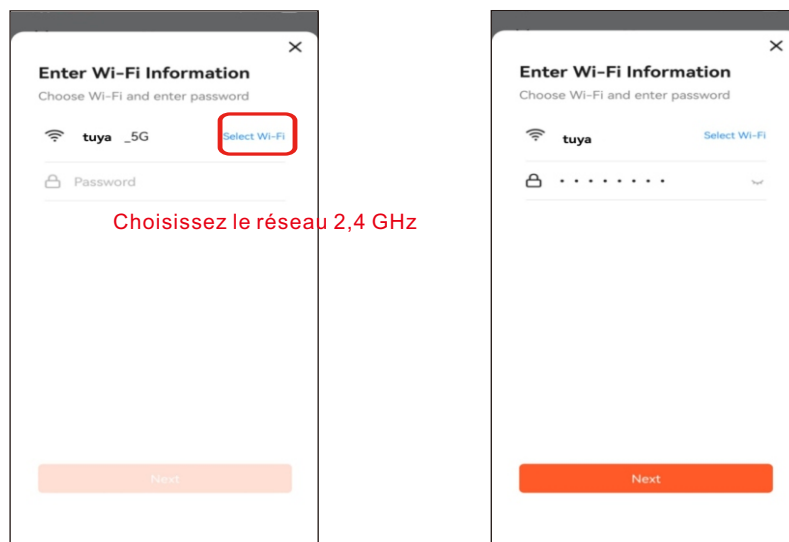 Enter Wi-Fi Information
Choose Wi-Fi and enter password
tuya _5G Select Wi-Fi
Password
Choisissez le réseau 2,4 GHz
Next
Enter Wi-Fi Information
Choose Wi-Fi and enter password
tuya Select Wi-Fi
Next